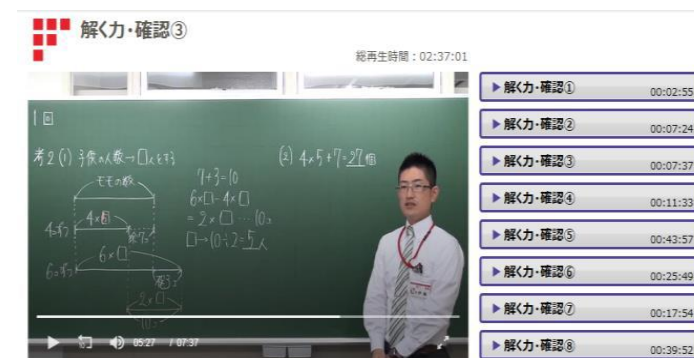 解く力・確認③
総再生時間：02:37:01
1回
考2 (1) 子供の人数→□人とする
モモの数
4こずつ
4×□
余7こ
6×□
6こずつ
2×□
10こ
7+3=10
6×□-4×□
=2×□…10こ
□→10÷2=5人
(2) 4×5+7=27個
05:27 / 07:37
解く力・確認① 00:02:55
解く力・確認② 00:07:24
解く力・確認③ 00:07:37
解く力・確認④ 00:11:33
解く力・確認⑤ 00:43:57
解く力・確認⑥ 00:25:49
解く力・確認⑦ 00:17:54
解く力・確認⑧ 00:39:52